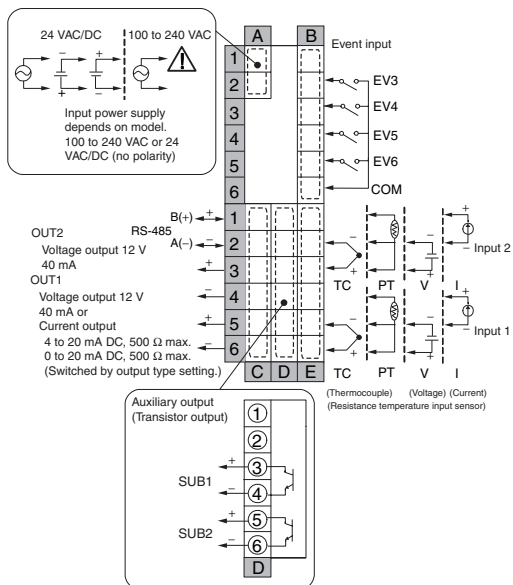 24 VAC/DC
100 to 240 VAC
Input power supply
depends on model.
100 to 240 VAC or 24
VAC/DC (no polarity)
A
B
Event input
1
2
3
4
5
6
EV3
EV4
EV5
EV6
COM
B(+)
RS-485
A(−)
OUT2
Voltage output 12 V
40 mA
OUT1
Voltage output 12 V
40 mA or
Current output
4 to 20 mA DC, 500 Ω max.
0 to 20 mA DC, 500 Ω max.
(Switched by output type setting.)
1
2
3
4
5
6
C D E
TC PT V I
Input 2
Input 1
TC PT V I
(Thermocouple) (Voltage) (Current)
(Resistance temperature input sensor)
Auxiliary output
(Transistor output)
1
2
3
4
5
6
D
SUB1
SUB2